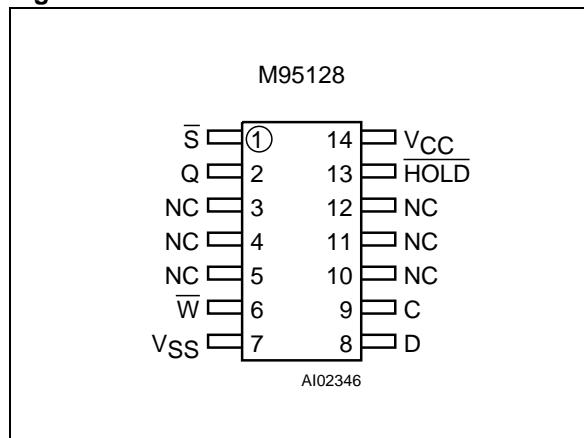 M95128
S̅ 1 14 VCC
Q 2 13 H̅O̅L̅D̅
NC 3 12 NC
NC 4 11 NC
NC 5 10 NC
W̅ 6 9 C
VSS 7 8 D
AI02346